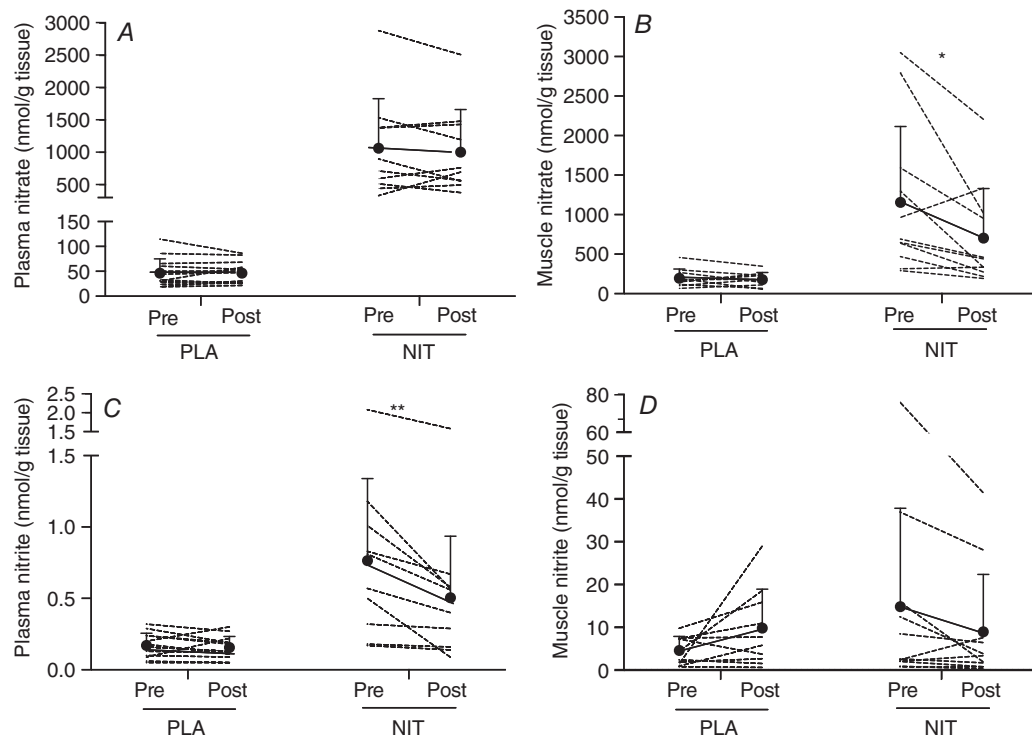 A
Plasma nitrate (nmol/g tissue)
3000
2500
2000
1500
1000
500
150
100
50
0
Pre Post Pre Post
PLA NIT
B
Muscle nitrate (nmol/g tissue)
3500
3000
2500
2000
1500
1000
500
0
*
Pre Post Pre Post
PLA NIT
C
Plasma nitrite (nmol/g tissue)
2.5
2.0
1.5
1.5
1.0
0.5
0.0
**
Pre Post Pre Post
PLA NIT
D
Muscle nitrite (nmol/g tissue)
80
60
50
40
30
20
10
0
Pre Post Pre Post
PLA NIT